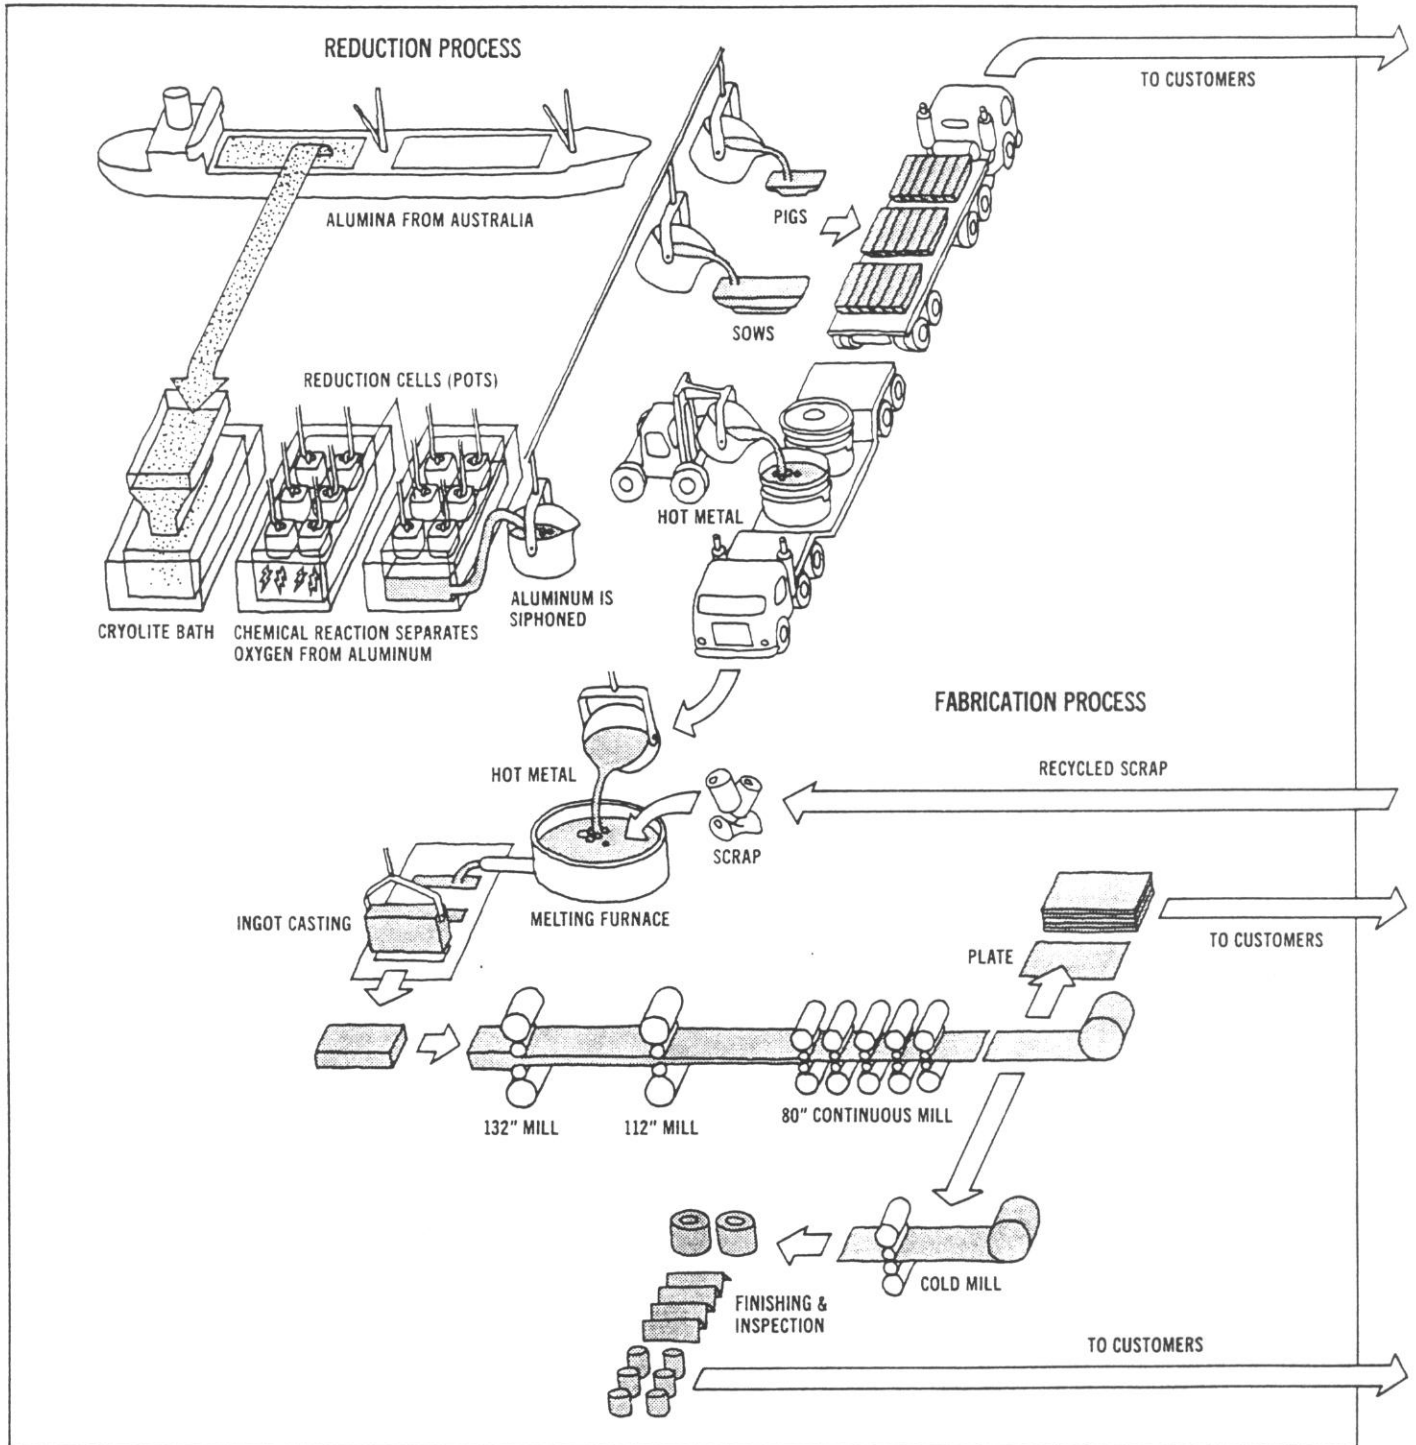 REDUCTION PROCESS
TO CUSTOMERS
ALUMINA FROM AUSTRALIA
PIGS
SOWS
REDUCTION CELLS (POTS)
HOT METAL
ALUMINUM IS
SIPHONED
CRYOLITE BATH
CHEMICAL REACTION SEPARATES
OXYGEN FROM ALUMINUM
FABRICATION PROCESS
HOT METAL
RECYCLED SCRAP
SCRAP
MELTING FURNACE
INGOT CASTING
PLATE
TO CUSTOMERS
132" MILL
112" MILL
80" CONTINUOUS MILL
COLD MILL
FINISHING &
INSPECTION
TO CUSTOMERS